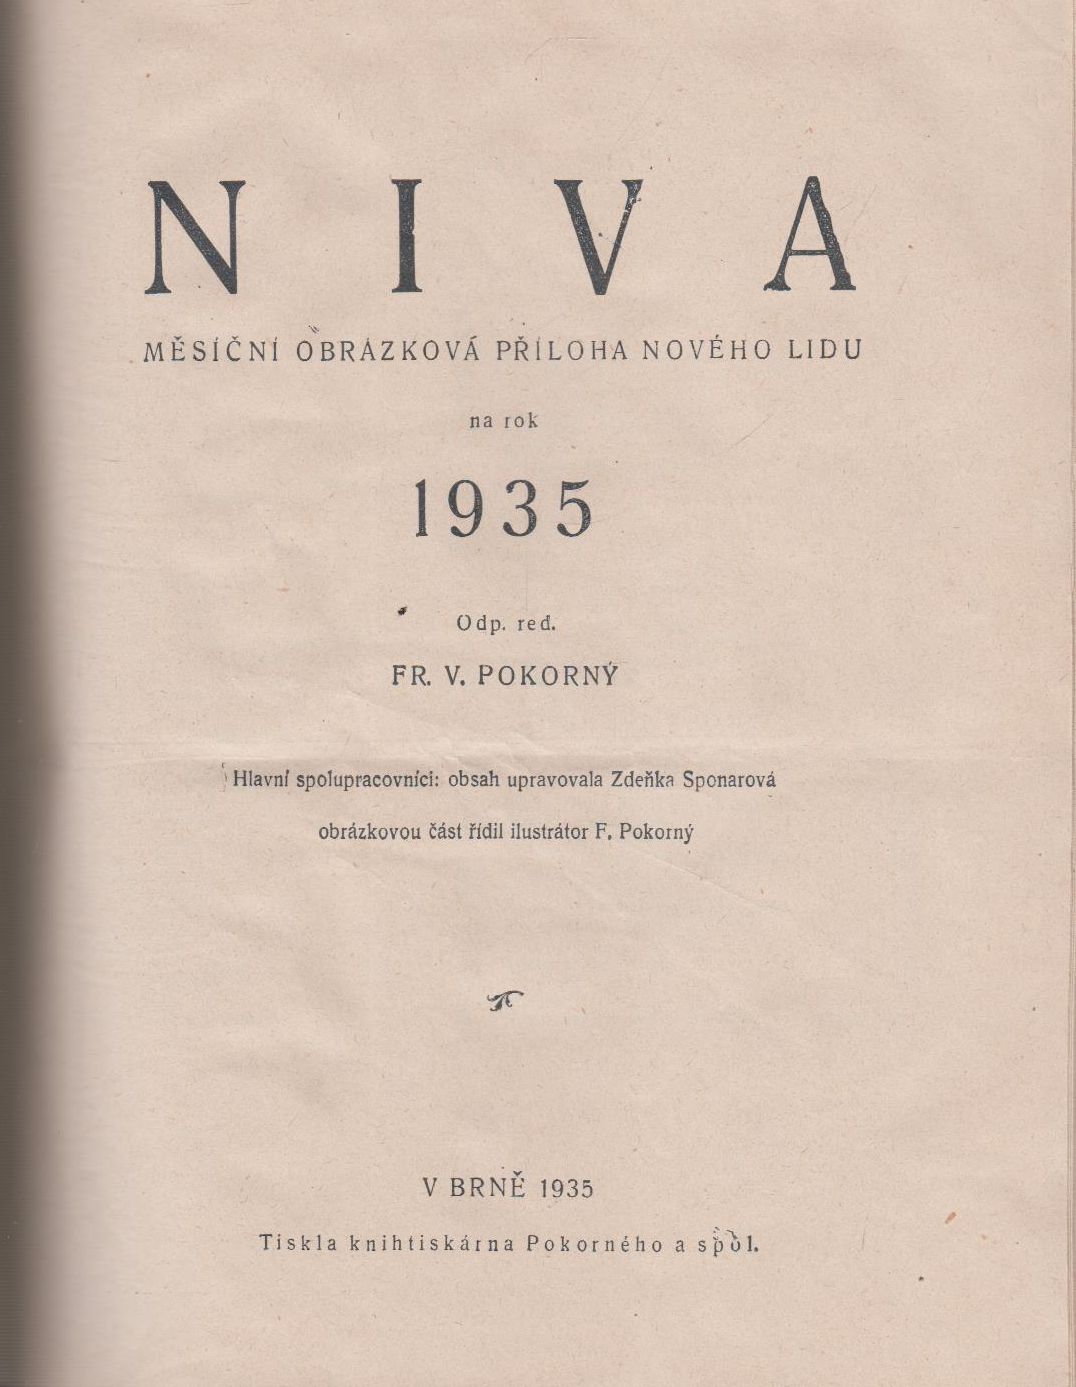 NIVA
MĚSÍČNÍ OBRÁZKOVÁ PŘÍLOHA NOVÉHO LIDU
na rok
1935
Odp. red.
FR. V. POKORNÝ
Hlavní spolupracovníci: obsah upravovala Zdeňka Sponarová
obrázkovou část řídil ilustrátor F. Pokorný
V BRNĚ 1935
Tiskla knihtiskárna Pokorného a spol.